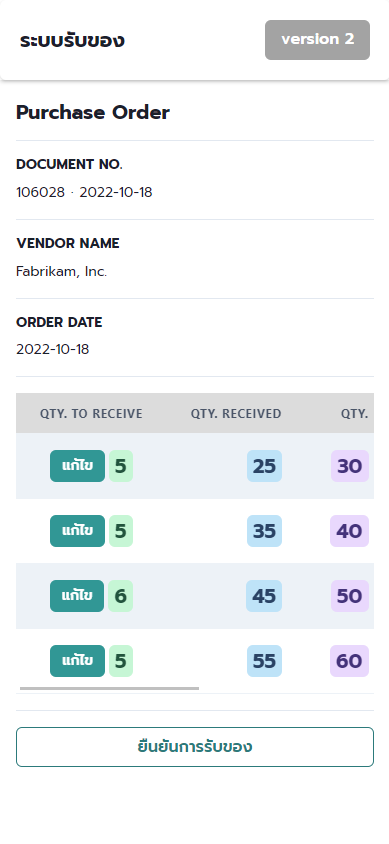 ระบบรับของ version 2
Purchase Order
DOCUMENT NO.
106028 · 2022-10-18
VENDOR NAME
Fabrikam, Inc.
ORDER DATE
2022-10-18
QTY. TO RECEIVE QTY. RECEIVED QTY.
แก้ไข 5 25 30
แก้ไข 5 35 40
แก้ไข 6 45 50
แก้ไข 5 55 60
ยืนยันการรับของ